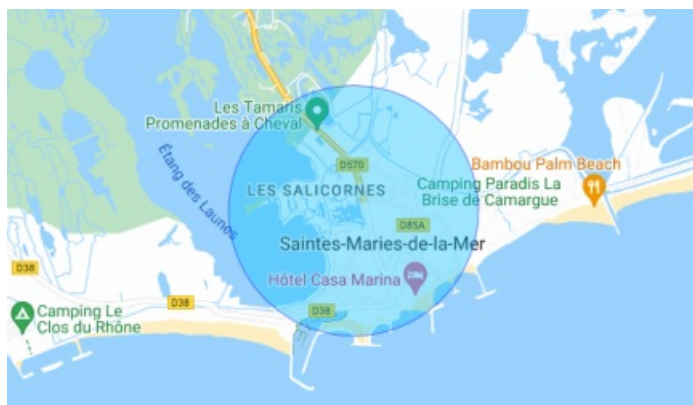 Les Tamaris
Promenades à Cheval
D570
Étang des Launes
LES SALICORNES
Bambou Palm Beach
Camping Paradis La
Brise de Camargue
D85A
Saintes-Maries-de-la-Mer
D38
D38
Hôtel Casa Marina
D38
Camping Le
Clos du Rhône